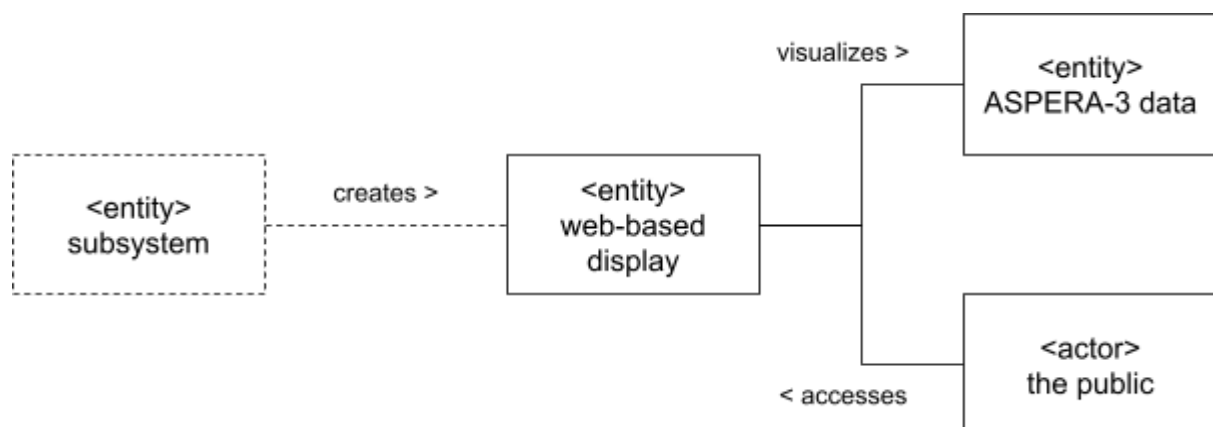 visualizes >
<entity>
ASPERA-3 data
<entity>
subsystem
creates >
<entity>
web-based
display
<actor>
the public
< accesses